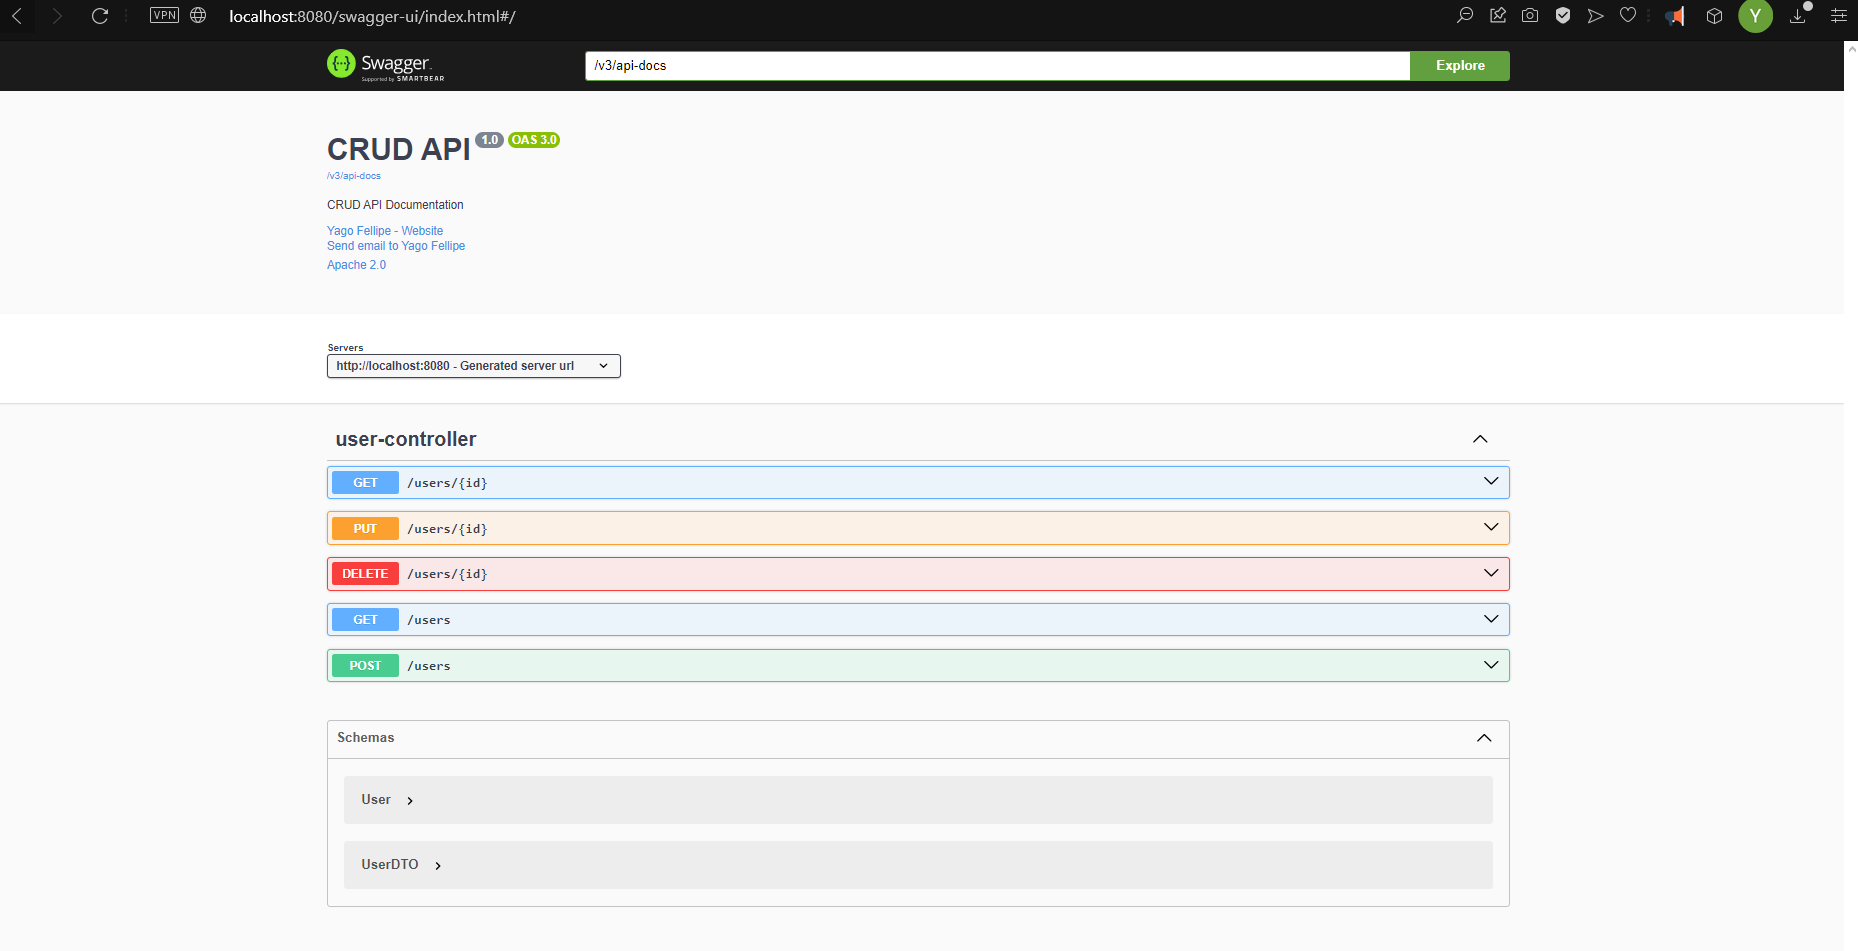 VPN
localhost:8080/swagger-ui/index.html#/
Y
Swagger.
Supported by SMARTBEAR
/v3/api-docs
Explore
CRUD API 1.0 OAS 3.0
/v3/api-docs
CRUD API Documentation
Yago Fellipe - Website
Send email to Yago Fellipe
Apache 2.0
Servers
http://localhost:8080 - Generated server url
user-controller
GET /users/{id}
PUT /users/{id}
DELETE /users/{id}
GET /users
POST /users
Schemas
User
UserDTO